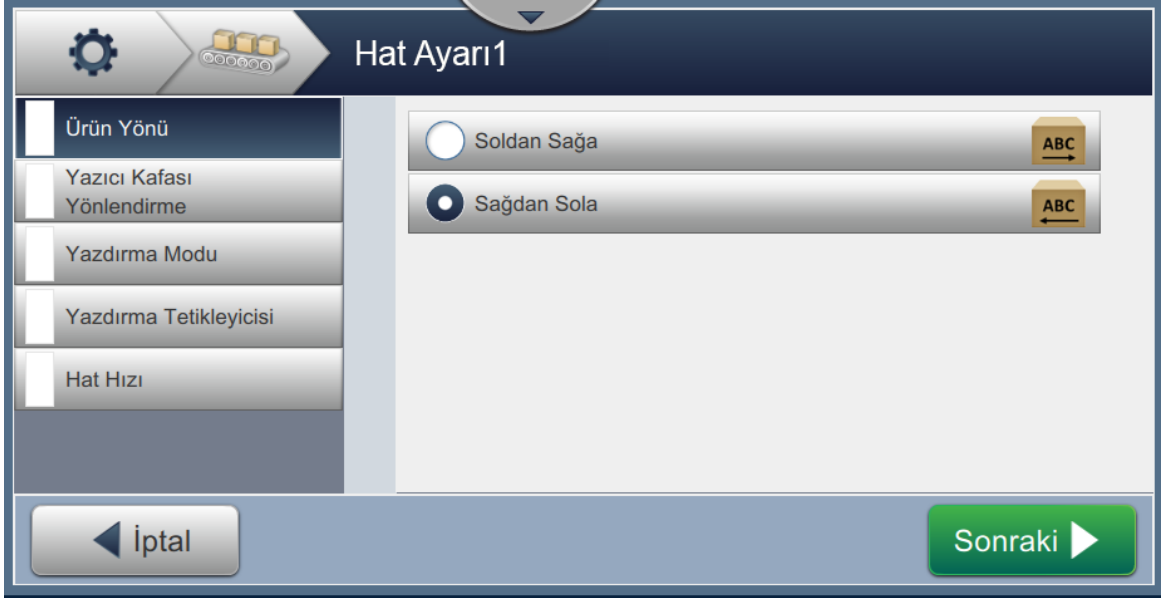 Hat Ayarı1
Ürün Yönü
Yazıcı Kafası
Yönlendirme
Yazdırma Modu
Yazdırma Tetikleyicisi
Hat Hızı
Soldan Sağa
ABC
Sağdan Sola
ABC
İptal
Sonraki